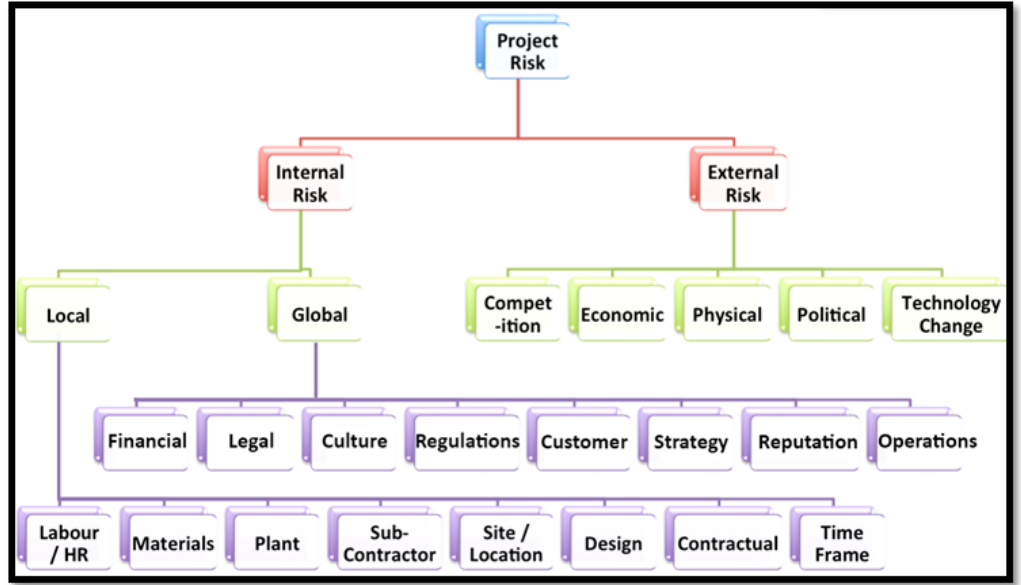 Project
Risk
Internal
Risk
External
Risk
Local
Global
Compet
-ition
Economic
Physical
Political
Technology
Change
Financial
Legal
Culture
Regulations
Customer
Strategy
Reputation
Operations
Labour
/ HR
Materials
Plant
Sub-
Contractor
Site /
Location
Design
Contractual
Time
Frame